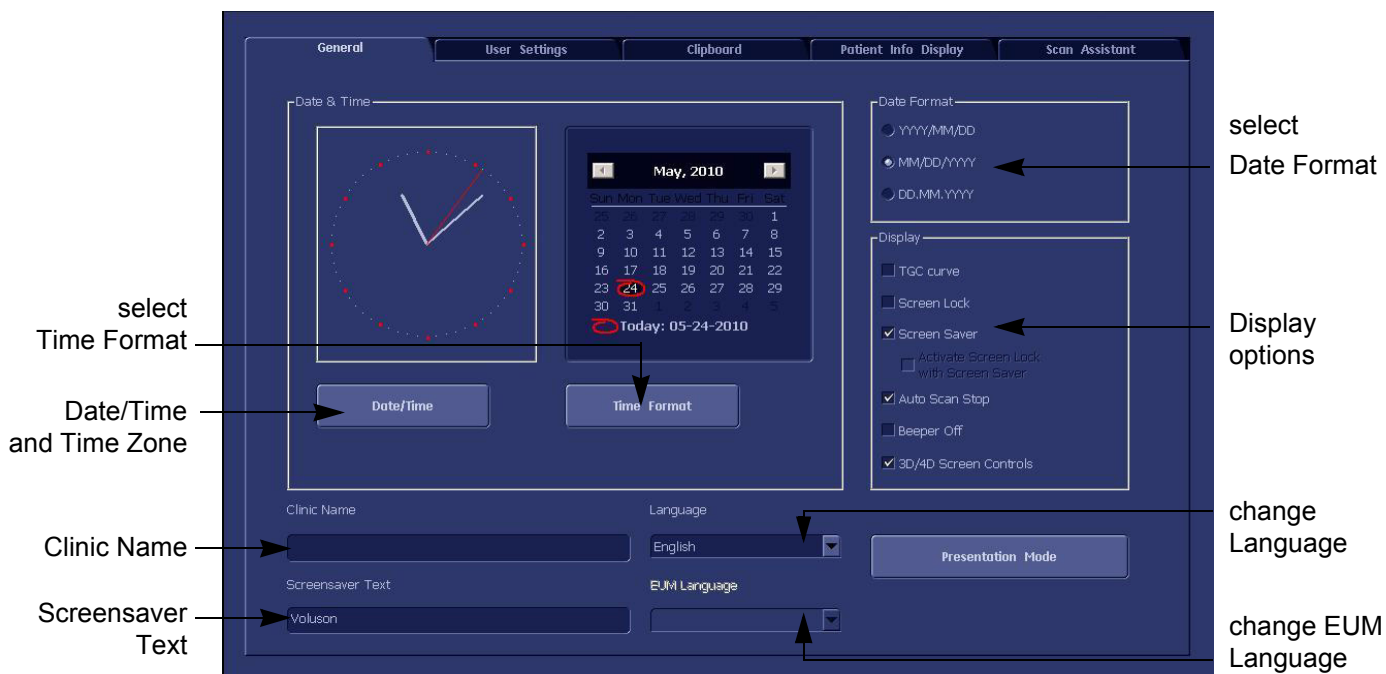 General
User Settings
Clipboard
Patient Info Display
Scan Assistant
Date & Time
May, 2010
Sun Mon Tue Wed Thu Fri Sat
25 26 27 28 29 30 1
2 3 4 5 6 7 8
9 10 11 12 13 14 15
16 17 18 19 20 21 22
23 24 25 26 27 28 29
30 31 1 2 3 4 5
Today: 05-24-2010
Date/Time
Time Format
Date Format
YYYY/MM/DD
MM/DD/YYYY
DD.MM.YYYY
Display
TGC curve
Screen Lock
Screen Saver
Activate Screen Lock
with Screen Saver
Auto Scan Stop
Beeper Off
3D/4D Screen Controls
Clinic Name
Language
English
Presentation Mode
Screensaver Text
EUM Language
Voluson
select
Time Format
Date/Time
and Time Zone
Clinic Name
Screensaver
Text
select
Date Format
Display
options
change
Language
change EUM
Language